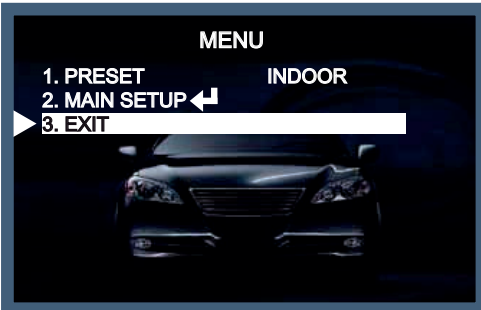 MENU
1. PRESET INDOOR
2. MAIN SETUP
3. EXIT